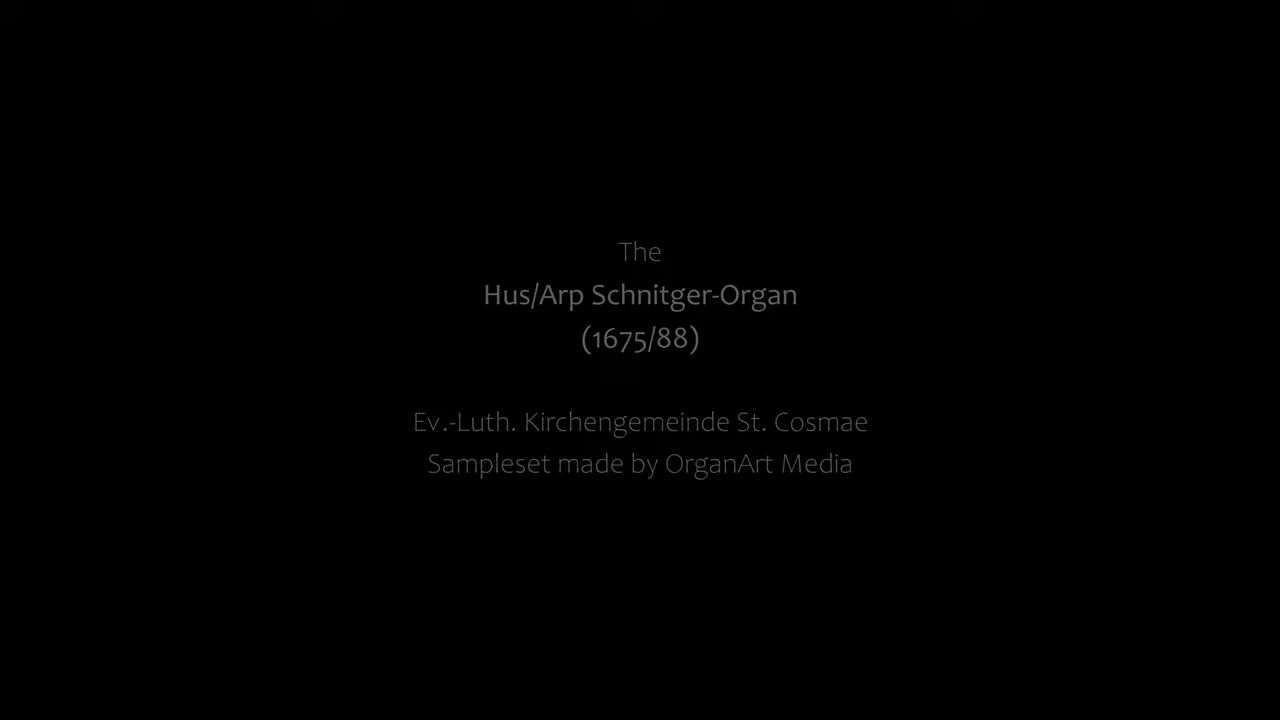 The
Hus/Arp Schnitger-Organ
(1675/88)
Ev.-Luth. Kirchengemeinde St. Cosmae
Sampleset made by OrganArt Media